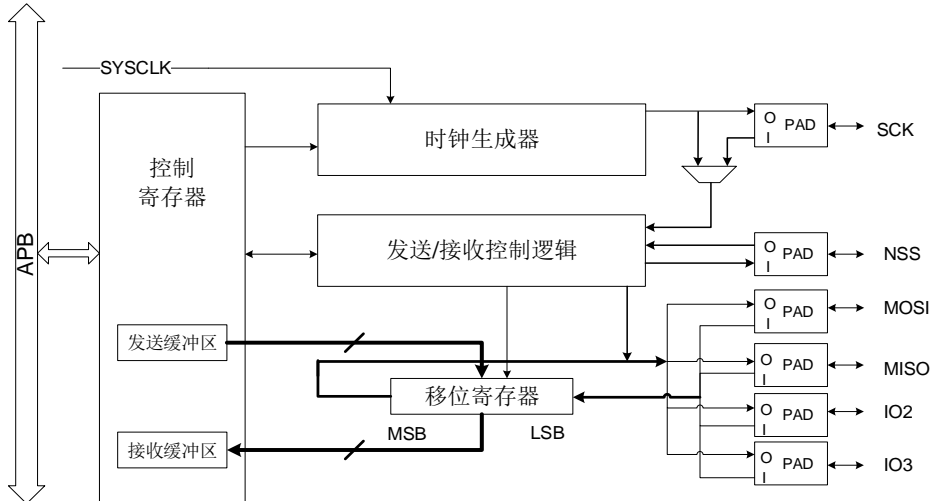 SYSCLK
APB
控制
寄存器
时钟生成器
O
I
PAD
SCK
发送/接收控制逻辑
O
I
PAD
NSS
O
I
PAD
MOSI
发送缓冲区
O
I
PAD
MISO
移位寄存器
MSB
LSB
O
I
PAD
IO2
接收缓冲区
O
I
PAD
IO3